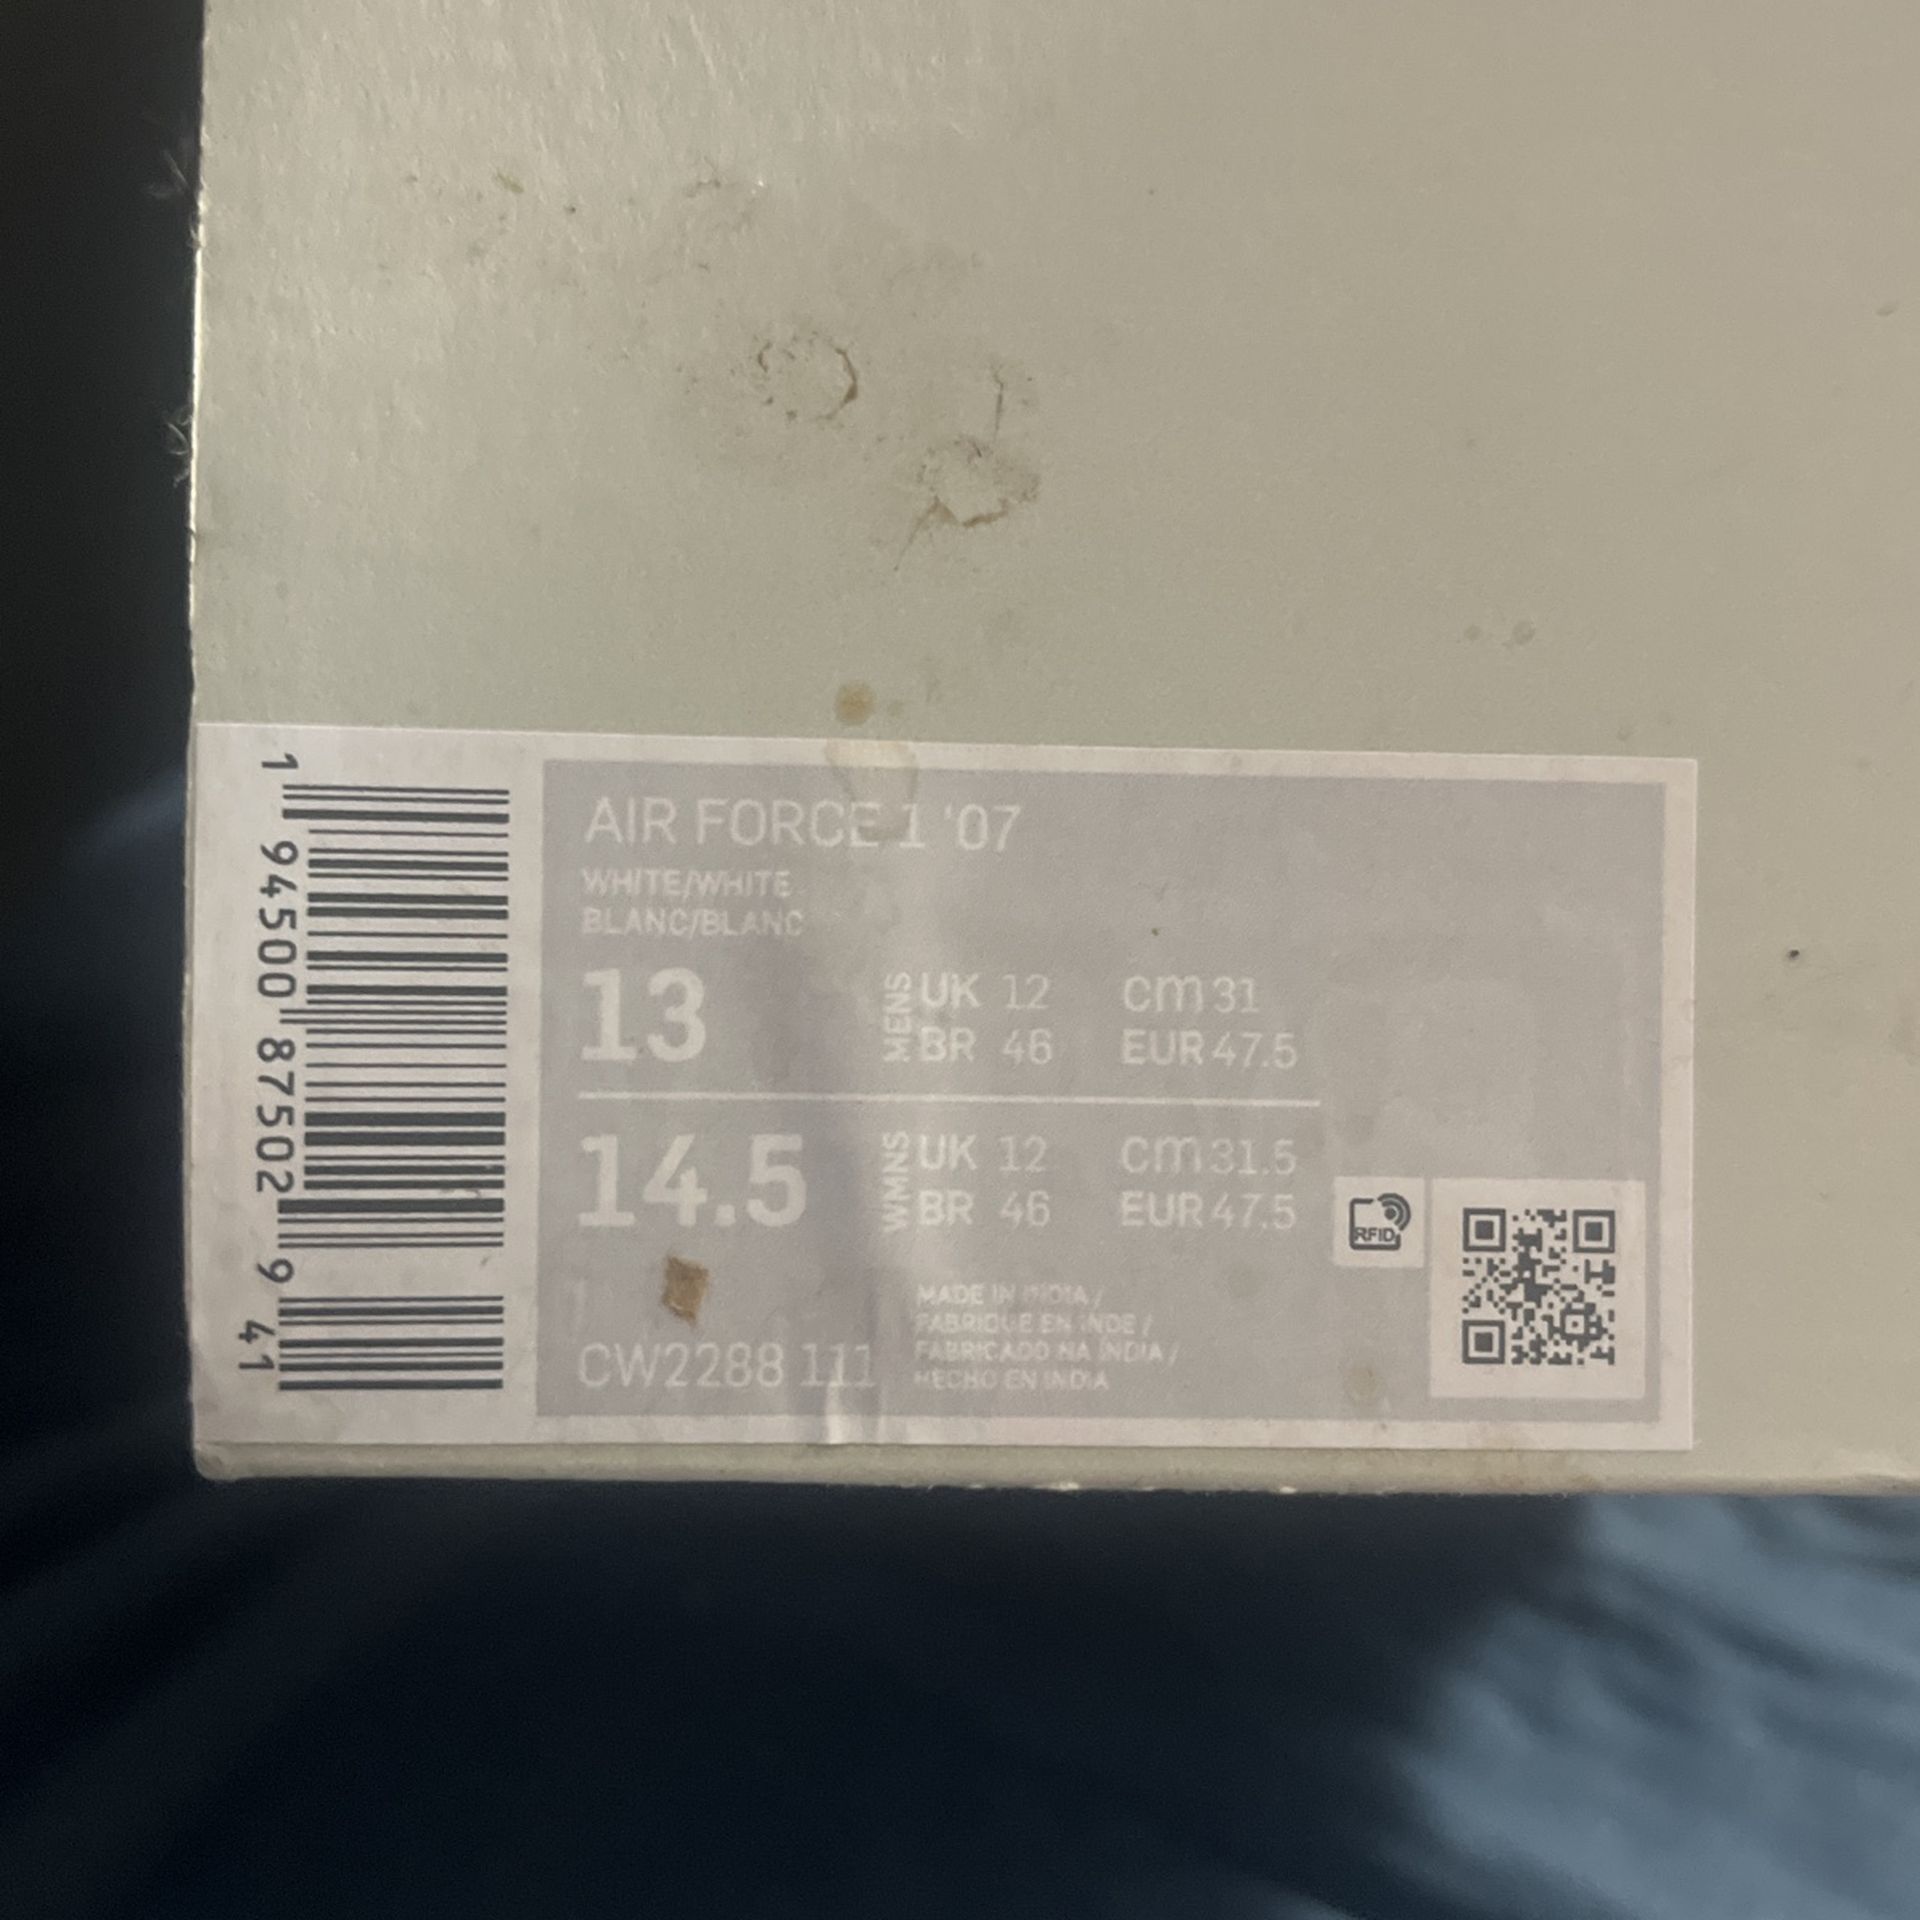 1 94500 87502 9 41
AIR FORCE 1 '07
WHITE/WHITE
BLANC/BLANC
13 MENS UK 12 cm 31
BR 46 EUR 47.5
14.5 WMNS UK 12 cm 31.5
BR 46 EUR 47.5
RFID
MADE IN INDIA /
FABRIQUE EN INDE /
FABRICADO NA INDIA /
HECHO EN INDIA
CW2288 111